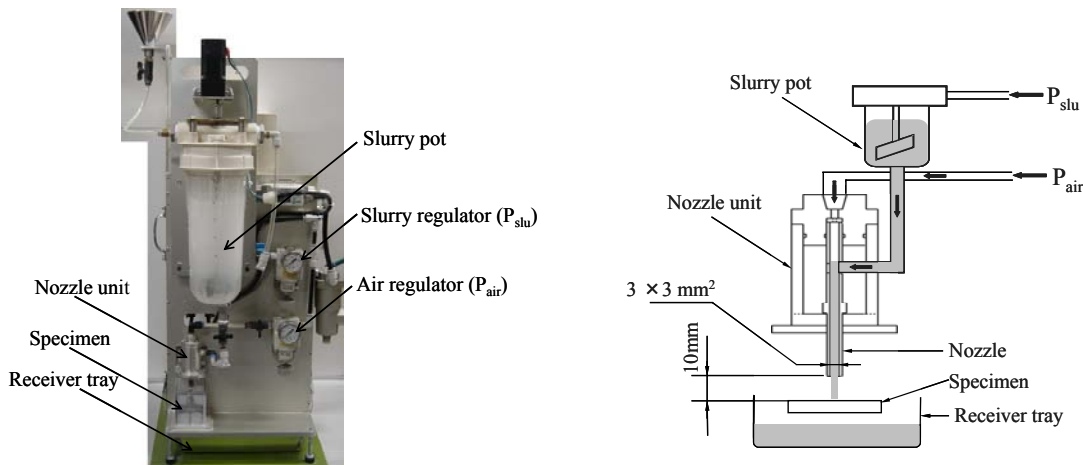 Slurry pot
Slurry regulator (Pslu)
Air regulator (Pair)
Nozzle unit
Specimen
Receiver tray
Slurry pot
Pslu
Pair
Nozzle unit
3 ×3 mm²
10mm
Nozzle
Specimen
Receiver tray